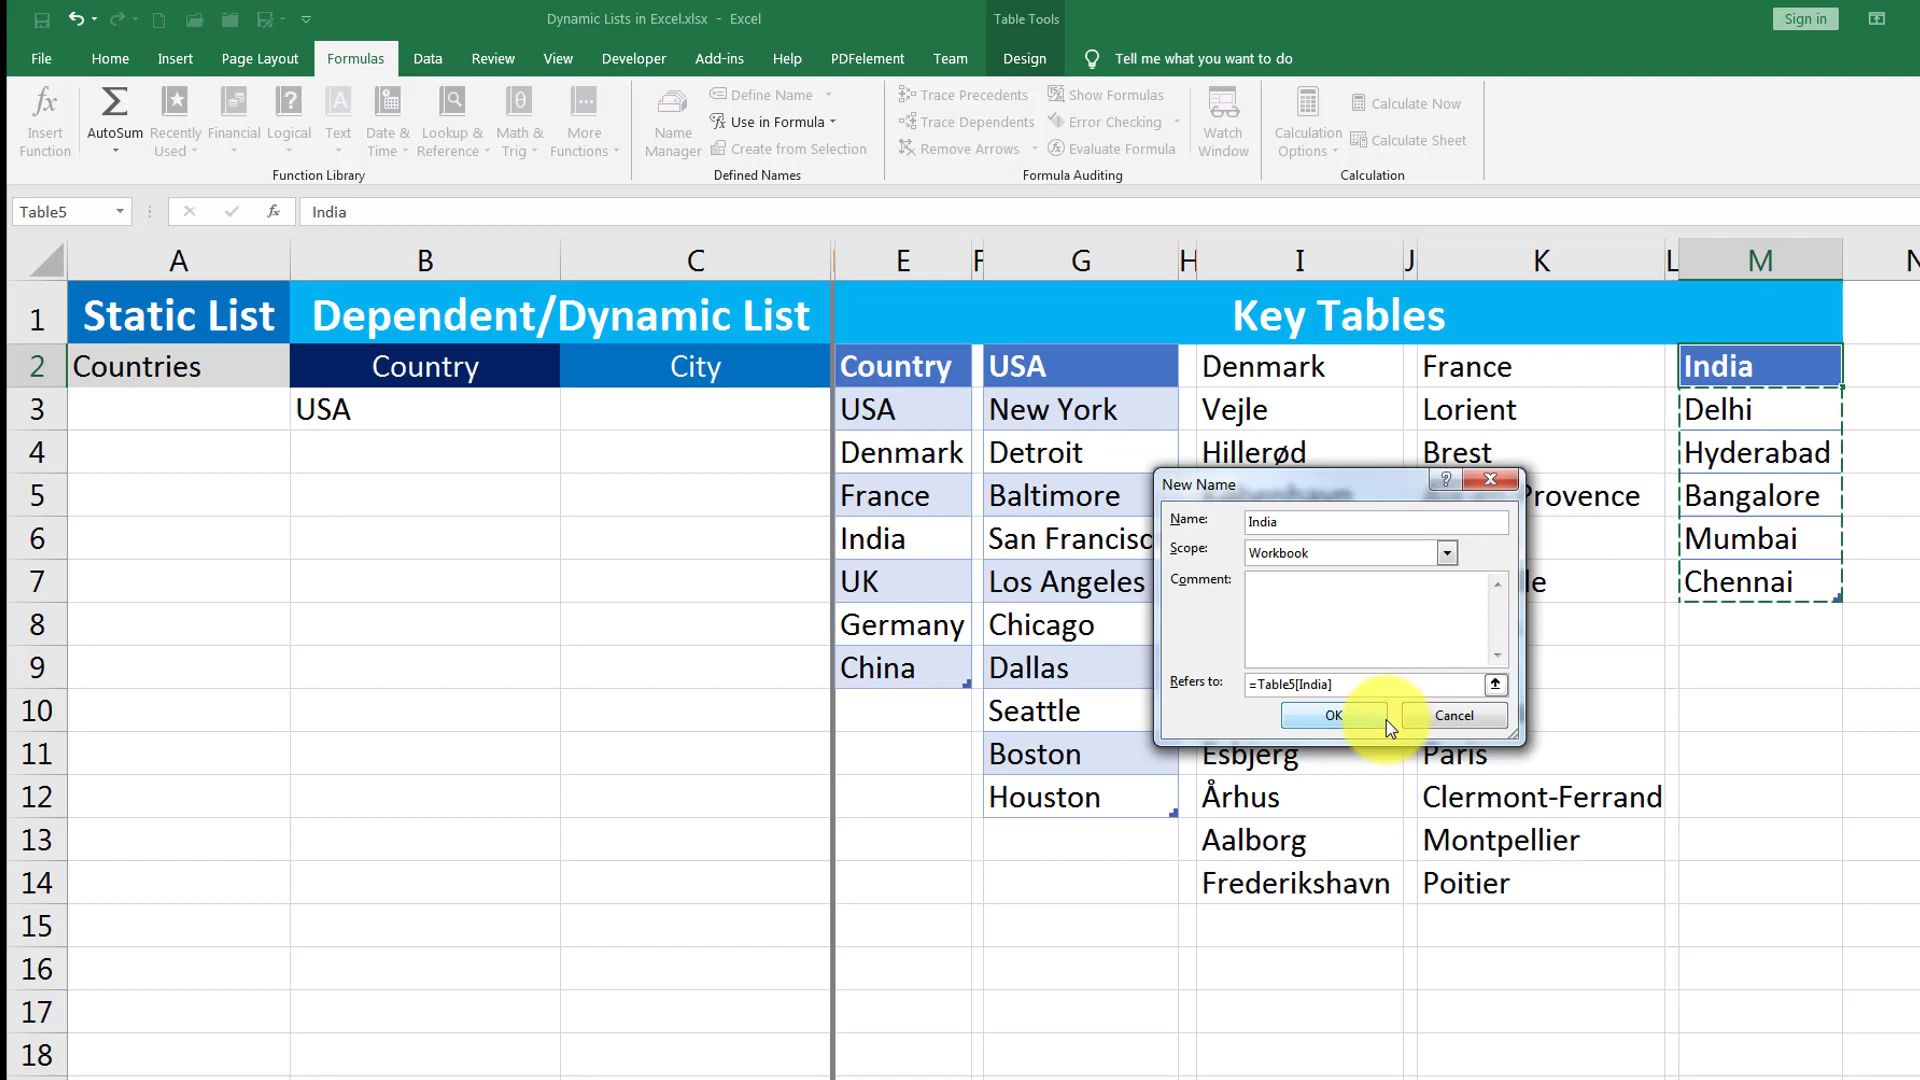 Dynamic Lists in Excel.xlsx - Excel
Table Tools
Sign in
File Home Insert Page Layout Formulas Data Review View Developer Add-ins Help PDFelement Team Design Tell me what you want to do
Insert Function
AutoSum
Recently Used
Financial
Logical
Text
Date & Time
Lookup & Reference
Math & Trig
More Functions
Function Library
Name Manager
Define Name
Use in Formula
Create from Selection
Defined Names
Trace Precedents
Trace Dependents
Remove Arrows
Show Formulas
Error Checking
Evaluate Formula
Formula Auditing
Watch Window
Calculation Options
Calculate Now
Calculate Sheet
Calculation
Table5 fx India
A B C E F G H I J K L M N
1 Static List Dependent/Dynamic List Key Tables
2 Countries Country City Country USA Denmark France India
3 USA USA New York Vejle Lorient Delhi
4 Denmark Detroit Hillerød Brest Hyderabad
5 France Baltimore Provence Bangalore
6 India San Francisc Mumbai
7 UK Los Angeles le Chennai
8 Germany Chicago
9 China Dallas
10 Seattle
11 Boston Esbjerg Paris
12 Houston Århus Clermont-Ferrand
13 Aalborg Montpellier
14 Frederikshavn Poitier
15
16
17
18
New Name
Name: India
Scope: Workbook
Comment:
Refers to: =Table5[India]
OK Cancel